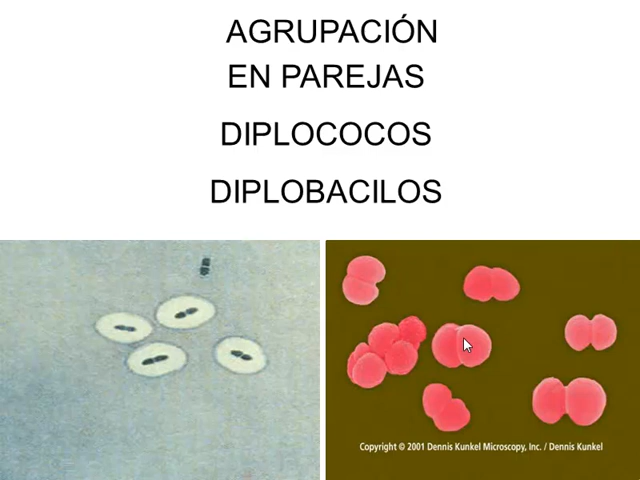 AGRUPACIÓN
EN PAREJAS
DIPLOCOCOS
DIPLOBACILOS
Copyright © 2001 Dennis Kunkel Microscopy, Inc. / Dennis Kunkel